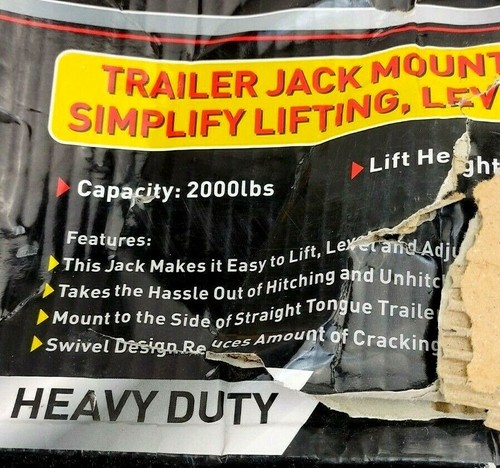 TRAILER JACK MOUNT
SIMPLIFY LIFTING, LEV
Capacity: 2000lbs
Lift Height
Features:
This Jack Makes it Easy to Lift, Level and Adju
Takes the Hassle Out of Hitching and Unhitc
Mount to the Side of Straight Tongue Traile
Swivel Design Re uces Amount of Cracking
HEAVY DUTY